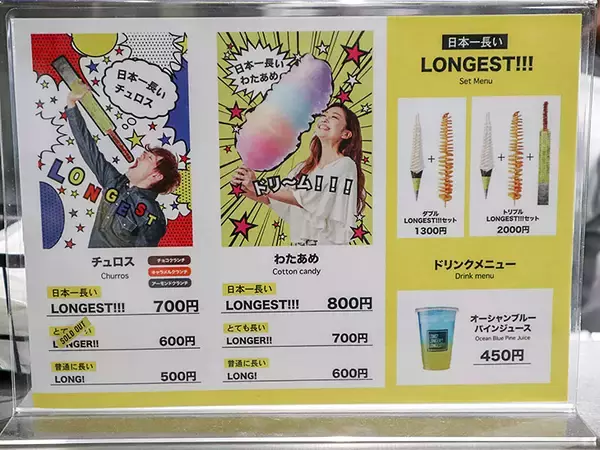 日本一長い
チュロス
LONGEST
チュロス
Churros
チョコクランチ
キャラメルクランチ
アーモンドクランチ
日本一長い
LONGEST!!! 700円
SOLD OUT
LONGER!! 600円
普通に長い
LONG! 500円
日本一長い
わたあめ
ドリーム!!!
わたあめ
Cotton candy
日本一長い
LONGEST!!! 800円
とても長い
LONGER!! 700円
普通に長い
LONG! 600円
日本一長い
LONGEST!!!
Set Menu
+
ダブル
LONGEST!!!セット
1300円
+ +
トリプル
LONGEST!!!セット
2000円
ドリンクメニュー
Drink menu
オーシャンブルー
パインジュース
Ocean Blue Pine Juice
450円